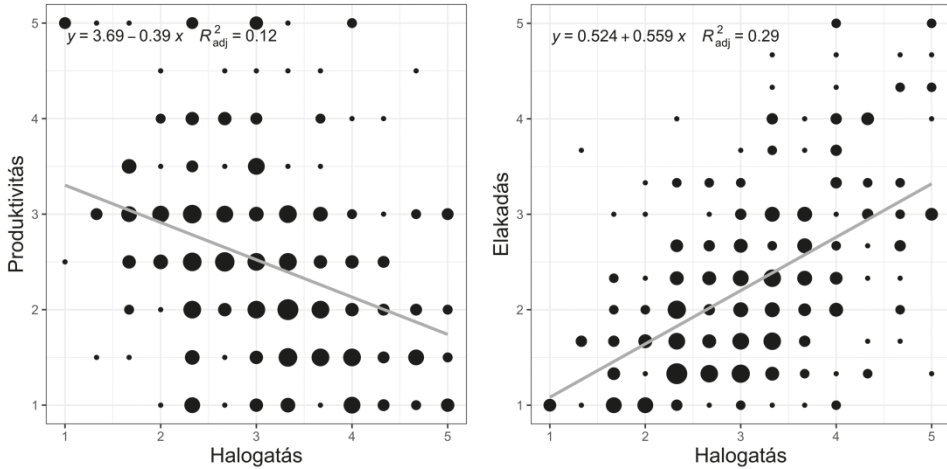 y = 3.69 – 0.39 x R²adj = 0.12
5
4
3
2
1
Produktivitás
1 2 3 4 5
Halogatás
y = 0.524 + 0.559 x R²adj = 0.29
5
4
3
2
1
Elakadás
1 2 3 4 5
Halogatás